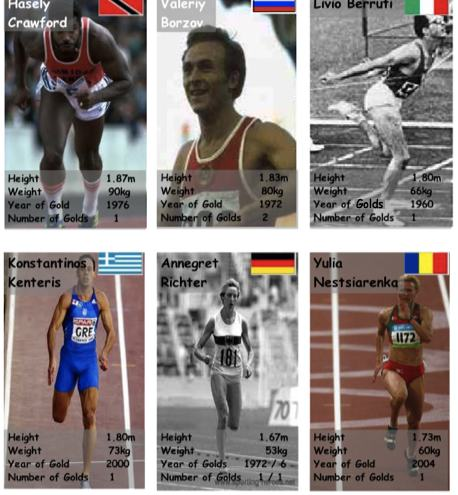 Hasely
Crawford
Height 1.87m
Weight 90kg
Year of Gold 1976
Number of Golds 1
Valeriy
Borzov
Height 1.83m
Weight 80kg
Year of Gold 1972
Number of Golds 2
Livio Berruti
Height 1.80m
Weight 66kg
Year of Golds 1960
Number of Golds 1
Konstantinos
Kenteris
GRE
Height 1.80m
Weight 73kg
Year of Gold 2000
Number of Golds 1
Annegret
Richter
181
70
Height 1.67m
Weight 53kg
Year of Gold 1972 / 6
Number of Golds 1 / 1
Yulia
Nestsiarenka
1172
Height 1.73m
Weight 60kg
Year of Gold 2004
Number of Golds 1